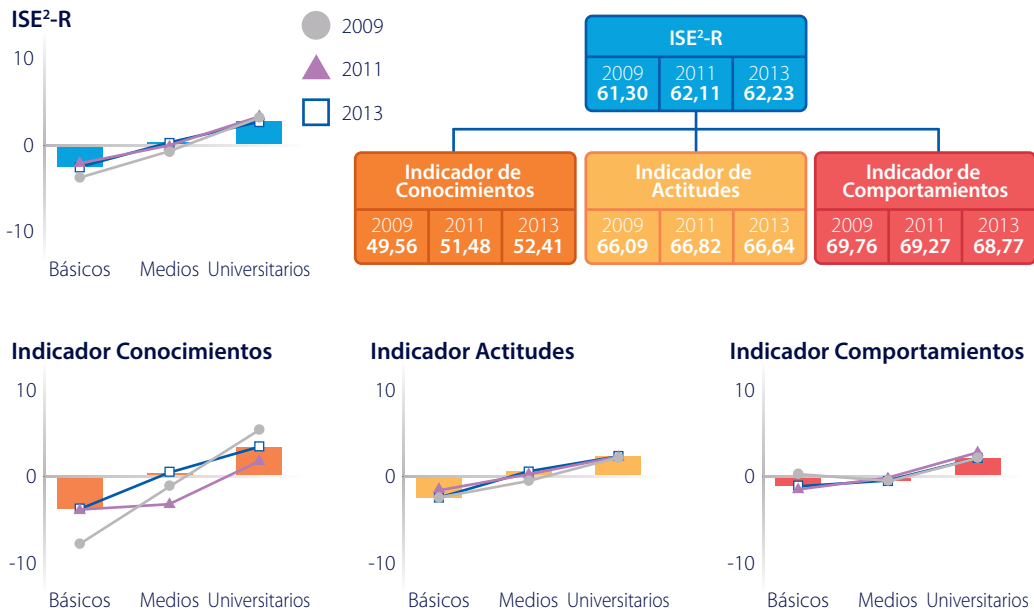 ISE²-R
10
0
-10
Básicos Medios Universitarios
2009
2011
2013
ISE²-R
2009 2011 2013
61,30 62,11 62,23
Indicador de
Conocimientos
2009 2011 2013
49,56 51,48 52,41
Indicador de
Actitudes
2009 2011 2013
66,09 66,82 66,64
Indicador de
Comportamientos
2009 2011 2013
69,76 69,27 68,77
Indicador Conocimientos
10
0
-10
Básicos Medios Universitarios
Indicador Actitudes
10
0
-10
Básicos Medios Universitarios
Indicador Comportamientos
10
0
-10
Básicos Medios Universitarios